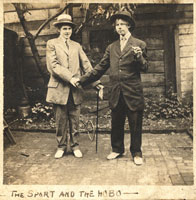 THE SPORT AND THE HOBO